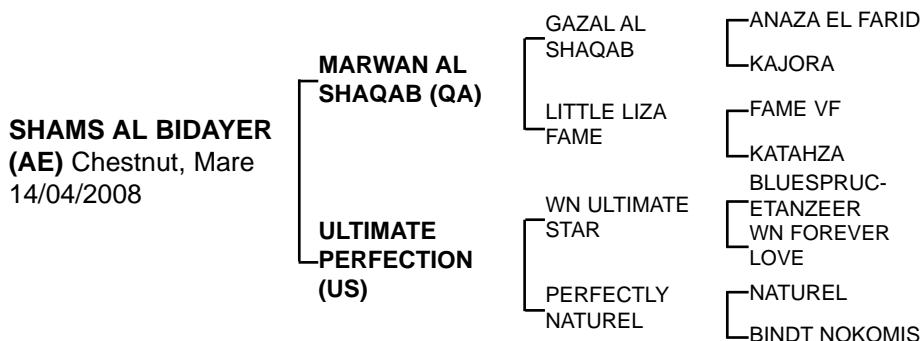 SHAMS AL BIDAYER
(AE) Chestnut, Mare
14/04/2008
MARWAN AL
SHAQAB (QA)
ULTIMATE
PERFECTION
(US)
GAZAL AL
SHAQAB
LITTLE LIZA
FAME
WN ULTIMATE
STAR
PERFECTLY
NATUREL
ANAZA EL FARID
KAJORA
FAME VF
KATAHZA
BLUESPRUC-
ETANZEER
WN FOREVER
LOVE
NATUREL
BINDT NOKOMIS